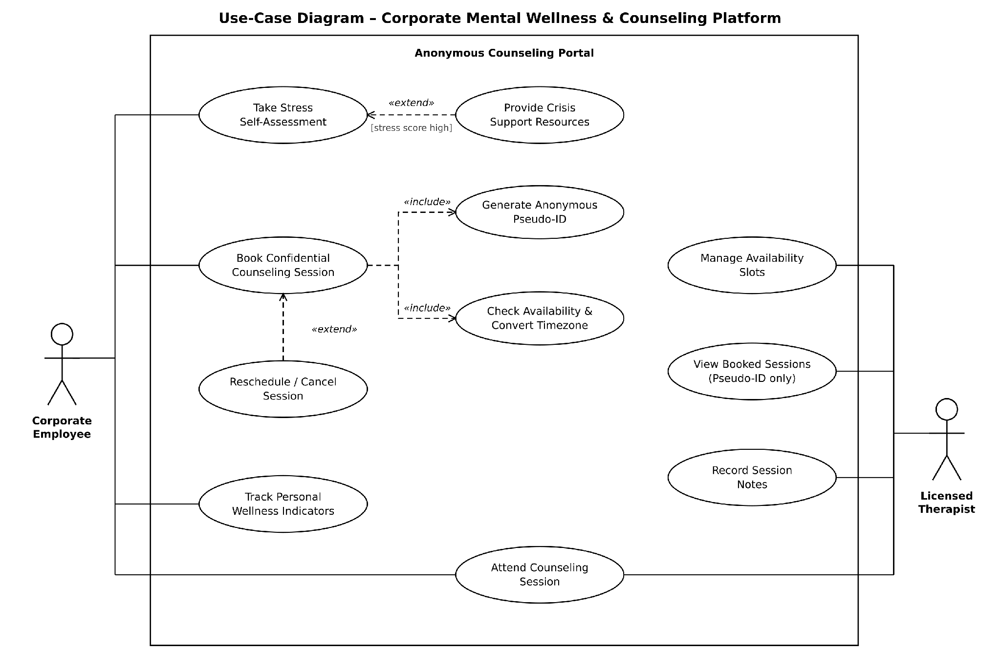 Use-Case Diagram – Corporate Mental Wellness & Counseling Platform
Anonymous Counseling Portal
Take Stress
Self-Assessment
«extend»
[stress score high]
Provide Crisis
Support Resources
«include»
Generate Anonymous
Pseudo-ID
Book Confidential
Counseling Session
Manage Availability
Slots
«include»
Check Availability &
Convert Timezone
«extend»
Reschedule / Cancel
Session
View Booked Sessions
(Pseudo-ID only)
Corporate
Employee
Record Session
Notes
Licensed
Therapist
Track Personal
Wellness Indicators
Attend Counseling
Session